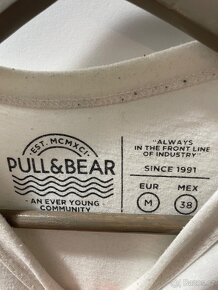 EST. MCMXCI
PULL&BEAR
- AN EVER YOUNG
COMMUNITY
"ALWAYS
IN THE FRONT LINE
OF INDUSTRY"
SINCE 1991
EUR MEX
M 38